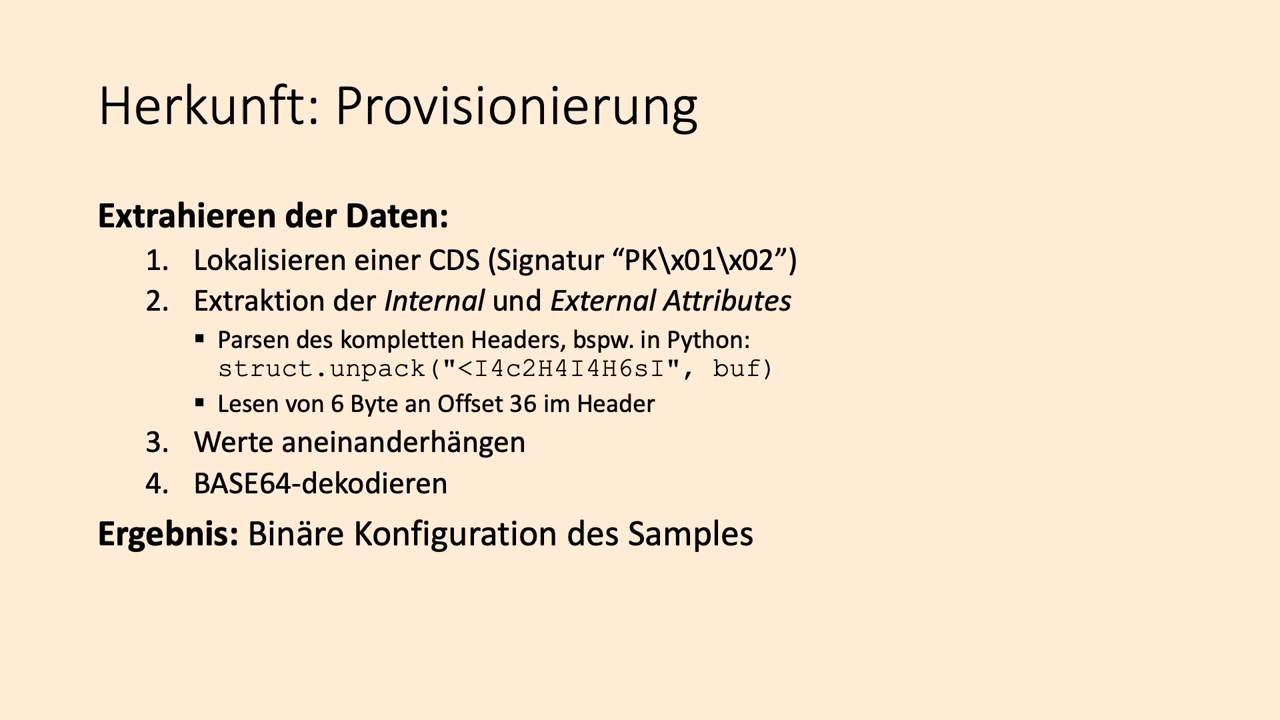 Herkunft: Provisionierung
Extrahieren der Daten:
1. Lokalisieren einer CDS (Signatur “PK\x01\x02”)
2. Extraktion der Internal und External Attributes
▪ Parsen des kompletten Headers, bspw. in Python:
struct.unpack("<I4c2H4I4H6sI", buf)
▪ Lesen von 6 Byte an Offset 36 im Header
3. Werte aneinanderhängen
4. BASE64-dekodieren
Ergebnis: Binäre Konfiguration des Samples